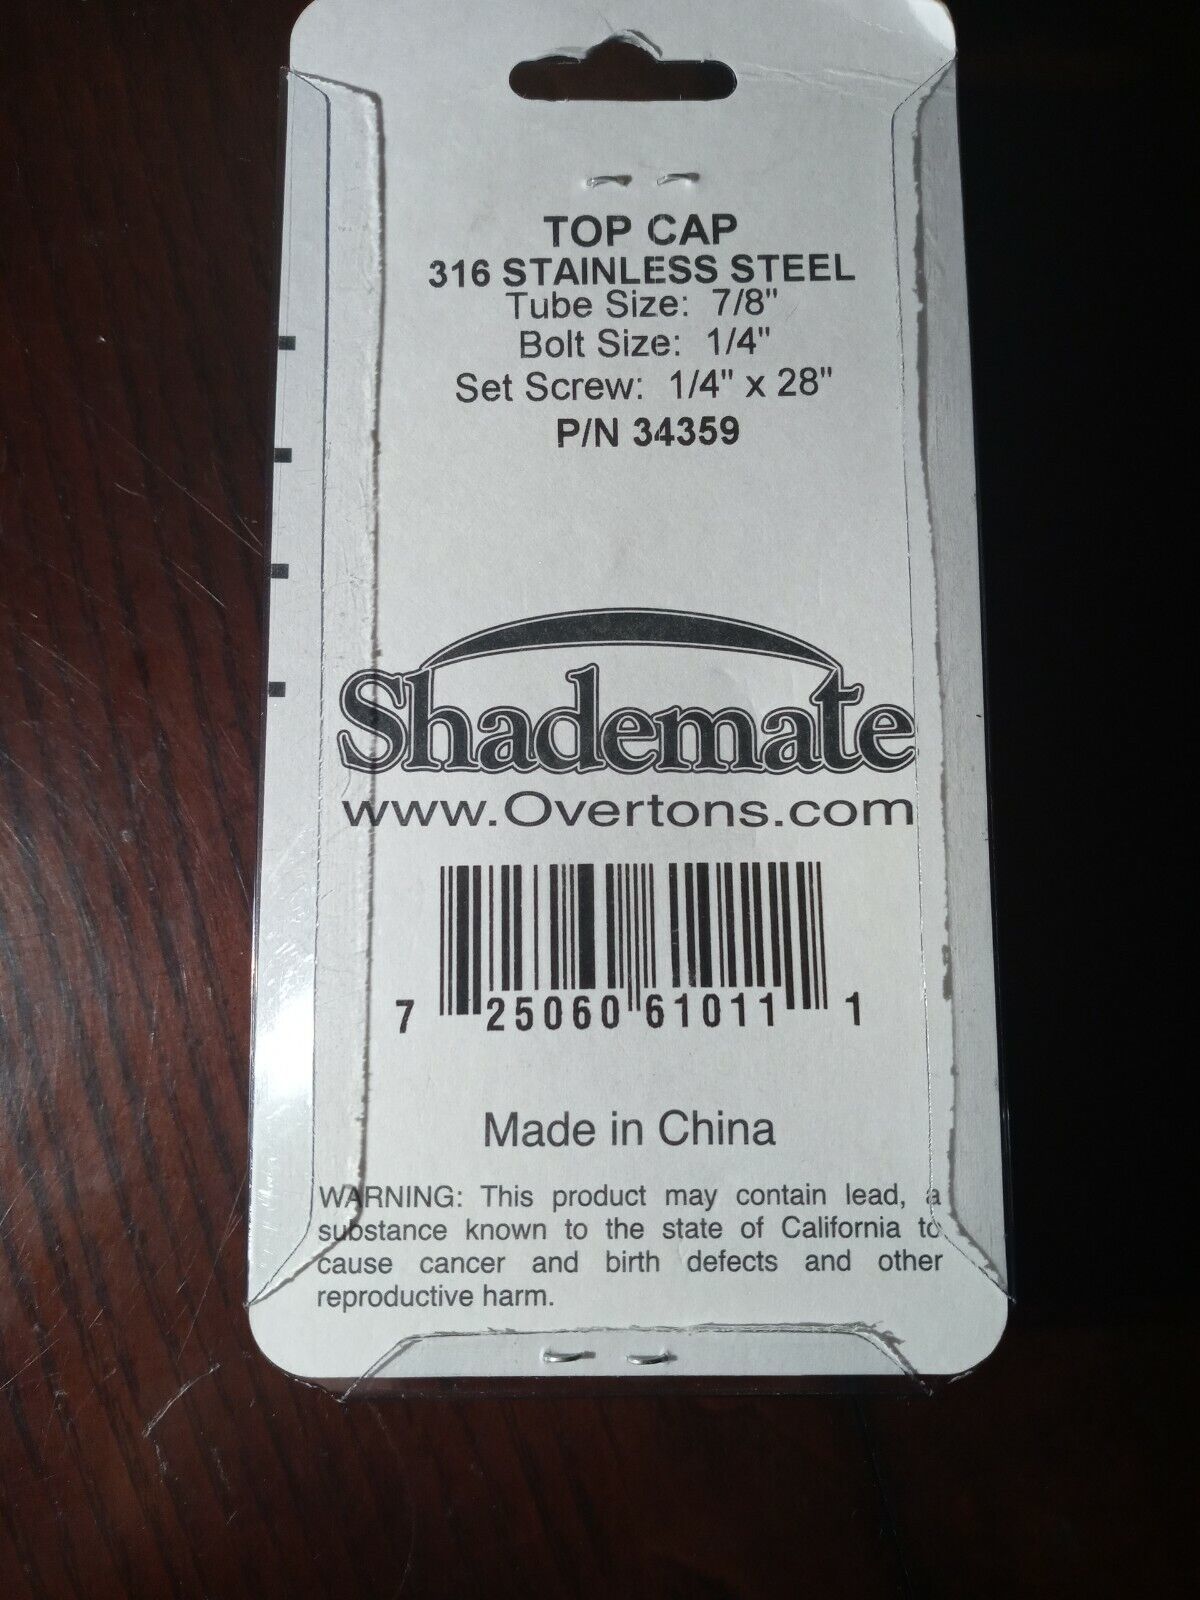 TOP CAP
316 STAINLESS STEEL
Tube Size: 7/8"
Bolt Size: 1/4"
Set Screw: 1/4" x 28"
P/N 34359
Shademate
www.Overtons.com
7 25060 61011 1
Made in China
WARNING: This product may contain lead, a
substance known to the state of California to
cause cancer and birth defects and other
reproductive harm.